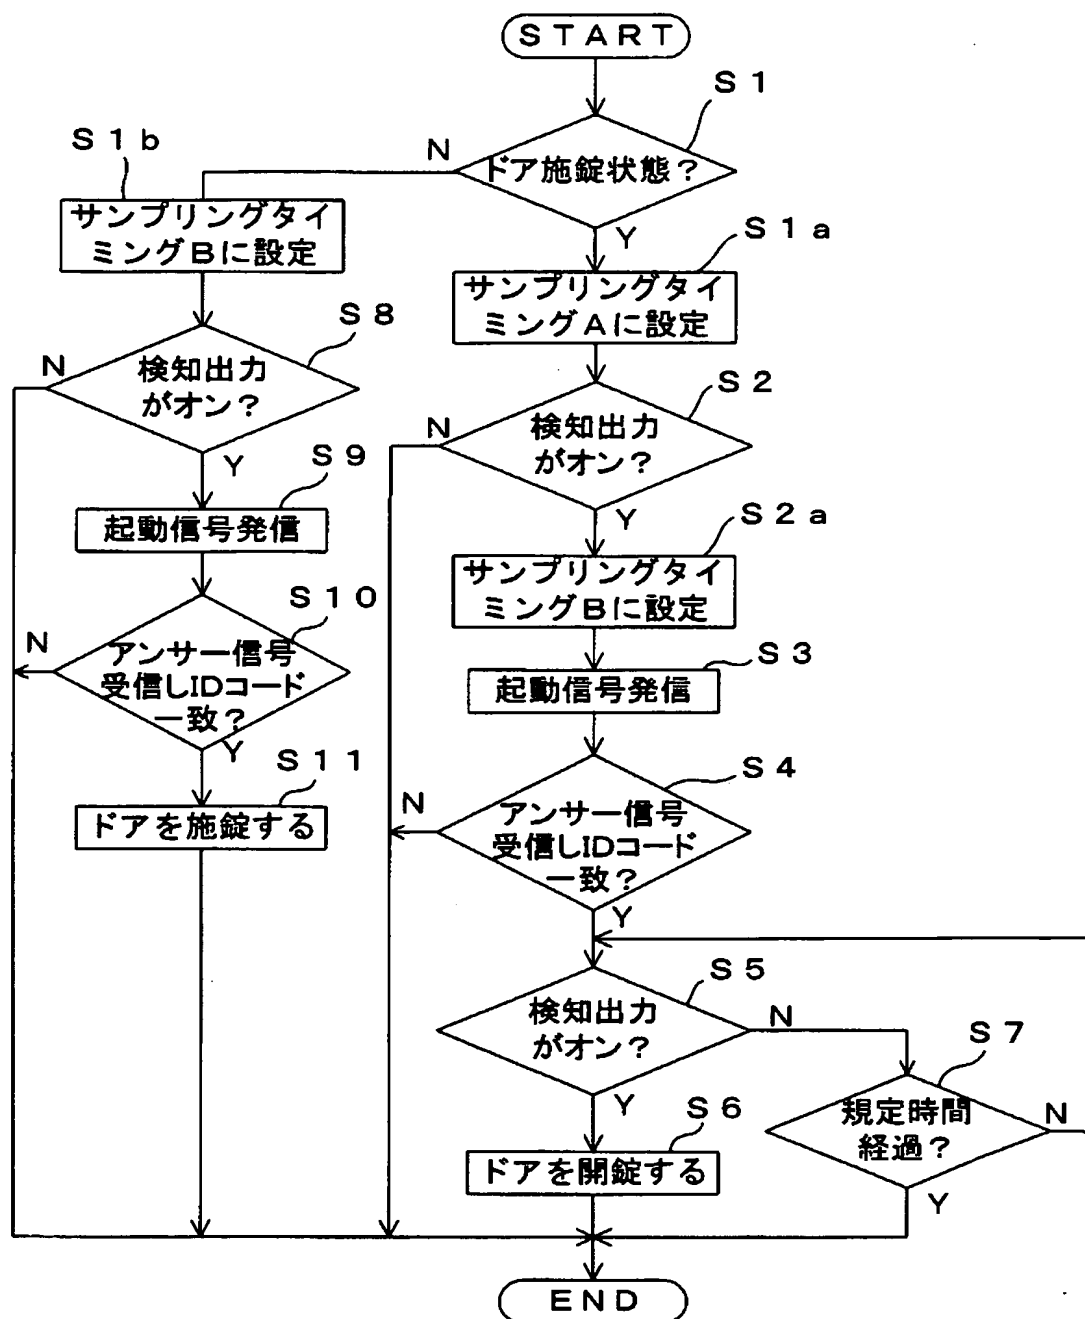 START
S1
ドア施錠状態?
N
Y
S1b
サンプリングタイ
ミングBに設定
S1a
サンプリングタイ
ミングAに設定
S8
検知出力
がオン?
N
Y
S2
検知出力
がオン?
N
Y
S9
起動信号発信
S2a
サンプリングタイ
ミングBに設定
S10
アンサー信号
受信しIDコード
一致?
N
Y
S3
起動信号発信
S11
ドアを施錠する
S4
アンサー信号
受信しIDコード
一致?
N
Y
S5
検知出力
がオン?
N
Y
S7
規定時間
経過?
N
Y
S6
ドアを開錠する
END